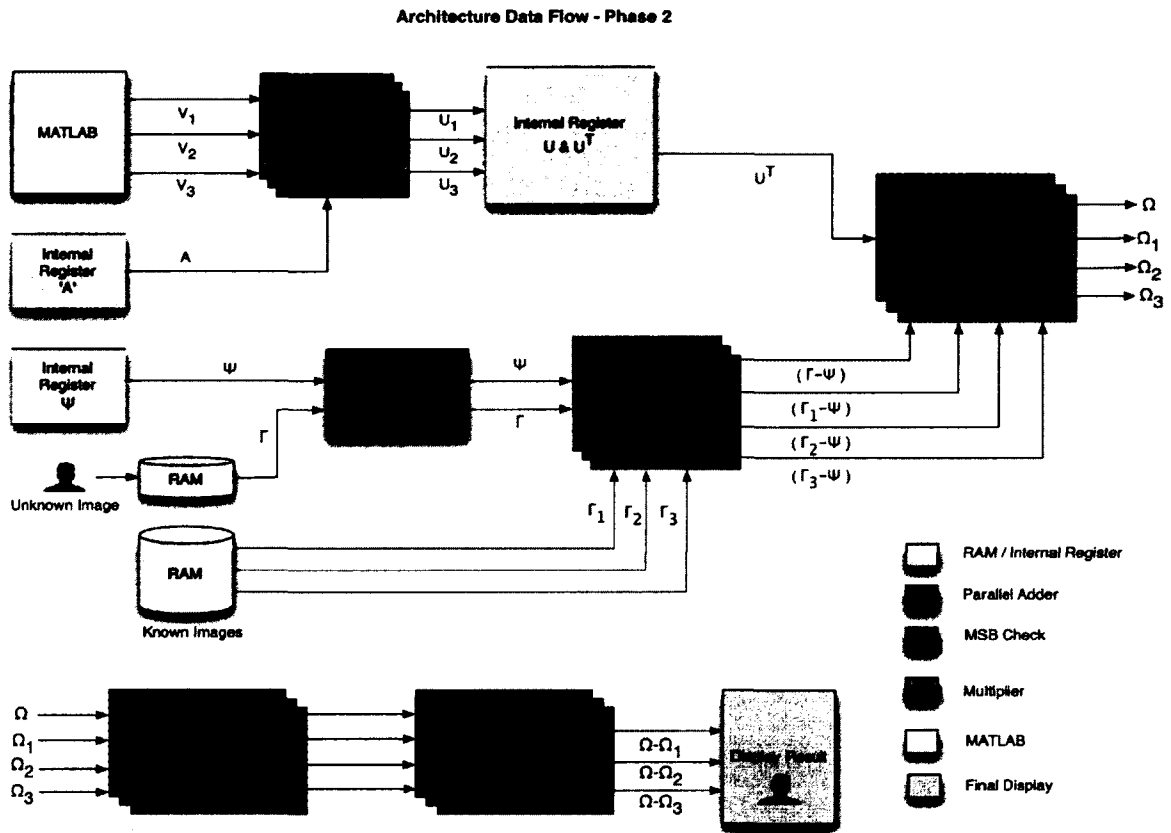 Architecture Data Flow - Phase 2
MATLAB
V1
V2
V3
U1
U2
U3
Internal Register
U & U^T
U^T
Ω
Ω1
Ω2
Ω3
Internal
Register
'A'
A
Internal
Register
Ψ
Ψ
Γ
Ψ
Γ
(Γ-Ψ)
(Γ1-Ψ)
(Γ2-Ψ)
(Γ3-Ψ)
Unknown Image
RAM
Γ1 Γ2 Γ3
RAM
Known Images
RAM / Internal Register
Parallel Adder
MSB Check
Multiplier
MATLAB
Final Display
Ω
Ω1
Ω2
Ω3
Ω-Ω1
Ω-Ω2
Ω-Ω3
Display Result